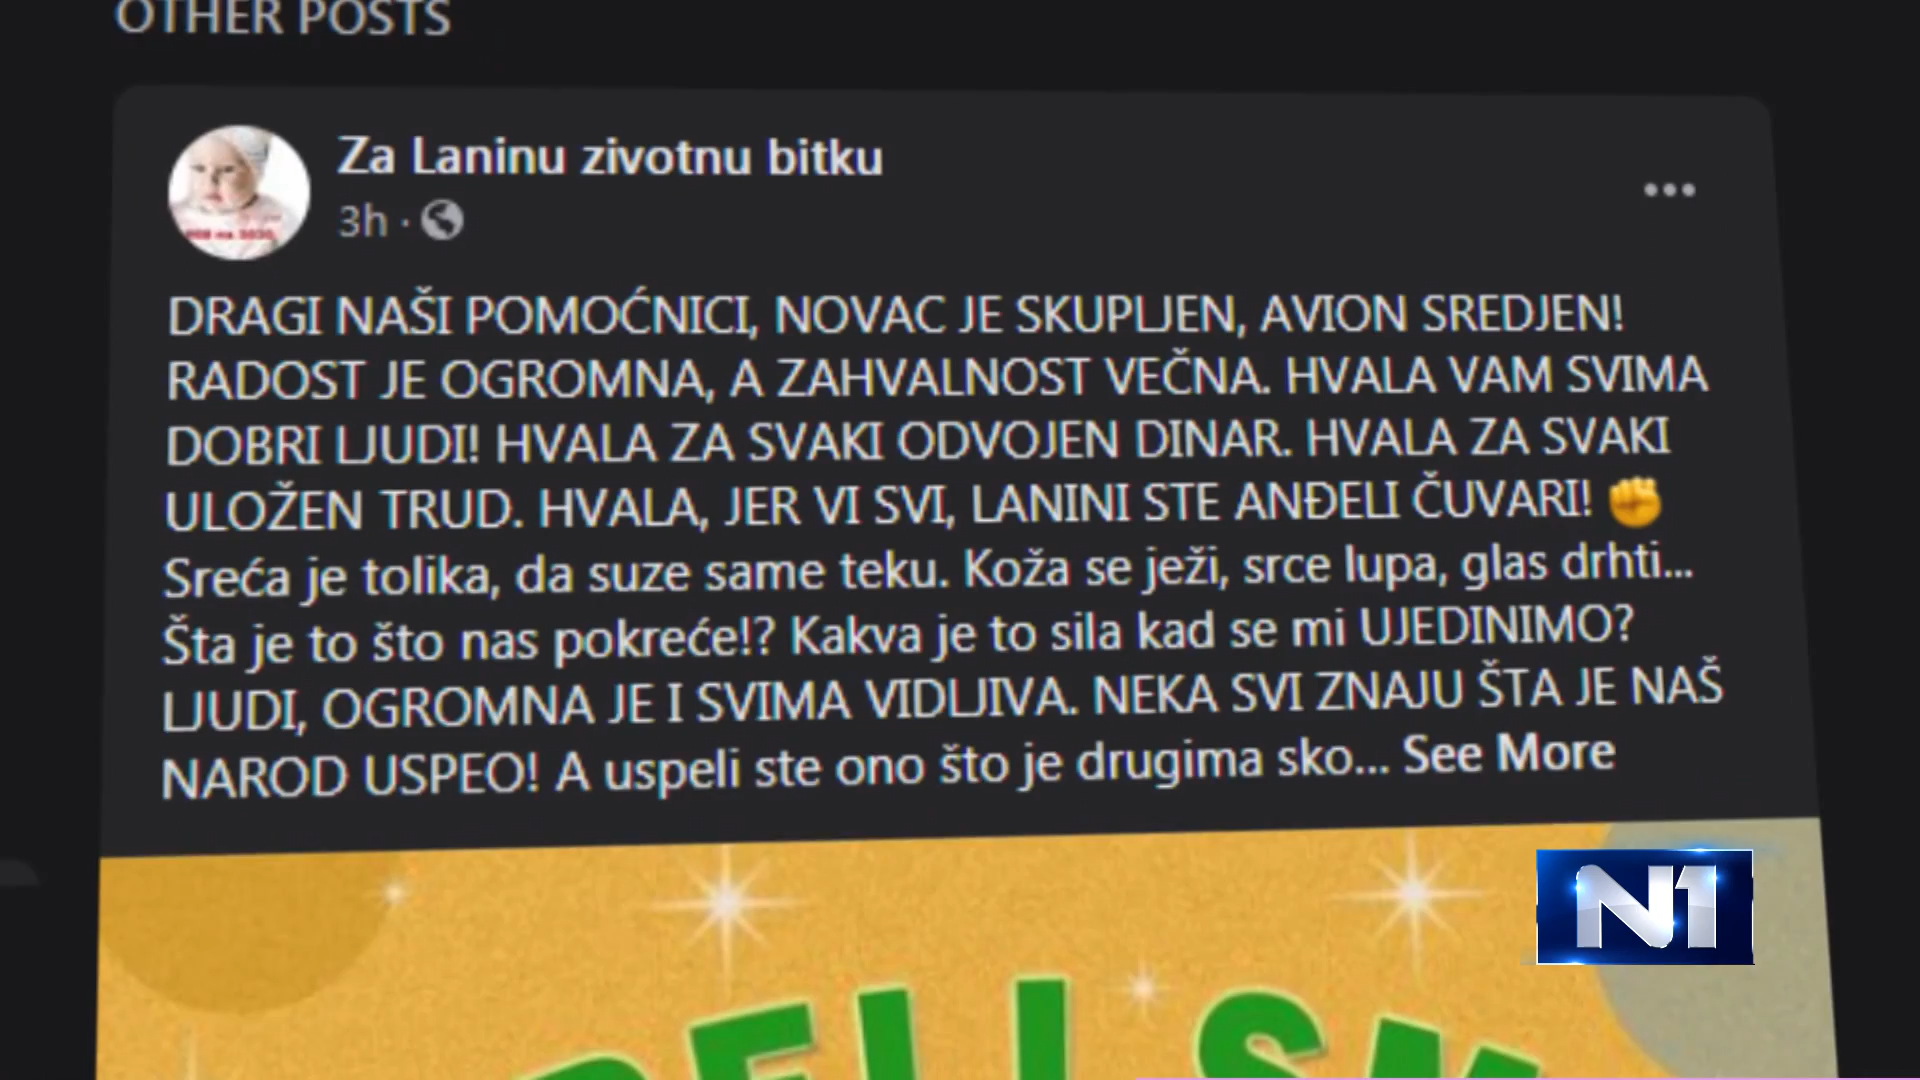 OTHER POSTS
Za Laninu zivotnu bitku
3h ·
DRAGI NAŠI POMOĆNICI, NOVAC JE SKUPLJEN, AVION SREDJEN!
RADOST JE OGROMNA, A ZAHVALNOST VEČNA. HVALA VAM SVIMA
DOBRI LJUDI! HVALA ZA SVAKI ODVOJEN DINAR. HVALA ZA SVAKI
ULOŽEN TRUD. HVALA, JER VI SVI, LANINI STE ANĐELI ČUVARI! ✊
Sreća je tolika, da suze same teku. Koža se ježi, srce lupa, glas drhti...
Šta je to što nas pokreće!? Kakva je to sila kad se mi UJEDINIMO?
LJUDI, OGROMNA JE I SVIMA VIDLJIVA. NEKA SVI ZNAJU ŠTA JE NAŠ
NAROD USPEO! A uspeli ste ono što je drugima sko... See More
N1